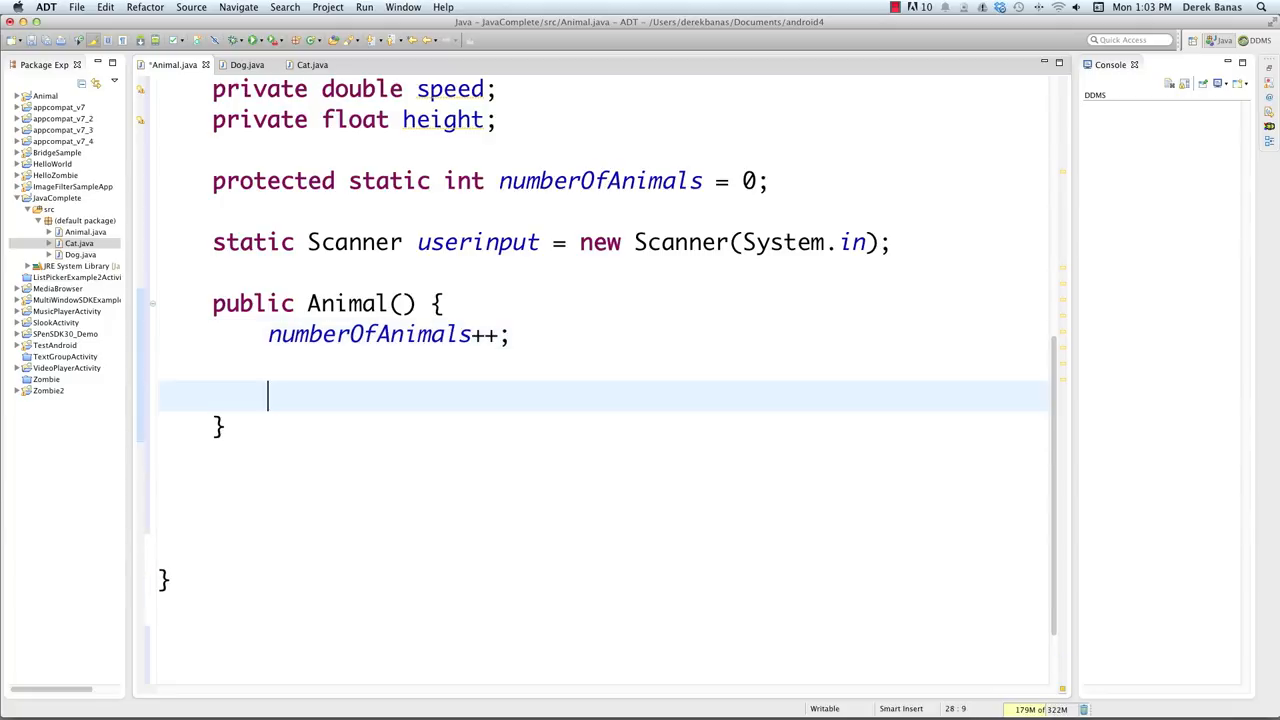 ADT File Edit Refactor Source Navigate Search Project Run Window Help 10 Mon 1:03 PM Derek Banas
Java - JavaComplete/src/Animal.java - ADT - /Users/derekbanas/Documents/android4
Quick Access Java DDMS
Package Exp
*Animal.java Dog.java Cat.java
Console
DDMS
Animal
appcompat_v7
appcompat_v7_2
appcompat_v7_3
appcompat_v7_4
BridgeSample
HelloWorld
HelloZombie
ImageFilterSampleApp
JavaComplete
src
(default package)
Animal.java
Cat.java
Dog.java
JRE System Library [
ListPickerExample2Activi
MediaBrowser
MultiWindowSDKExample
MusicPlayerActivity
SlookActivity
SPenSDK30_Demo
TestAndroid
TextGroupActivity
VideoPlayerActivity
Zombie
Zombie2
private double speed;
private float height;
protected static int numberOfAnimals = 0;
static Scanner userinput = new Scanner(System.in);
public Animal() {
numberOfAnimals++;
}
}
Writable Smart Insert 28 : 9 179M of 322M